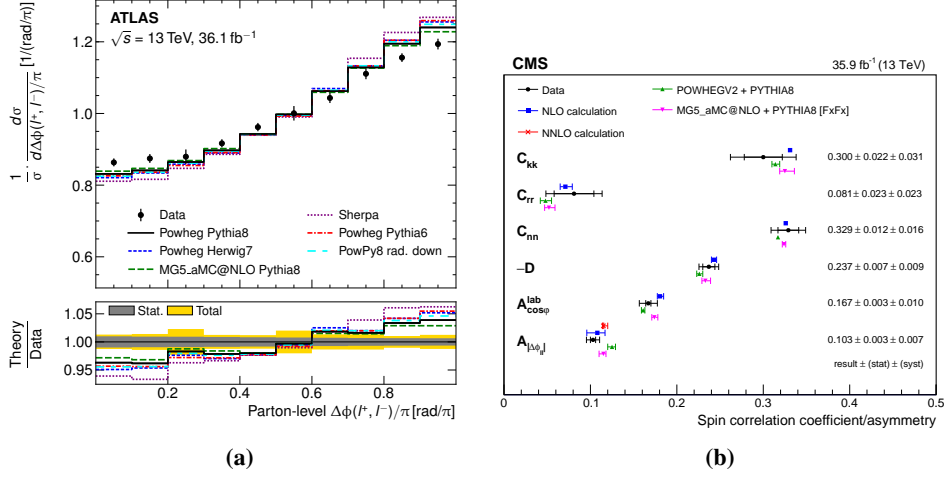 ATLAS
√s = 13 TeV, 36.1 fb⁻¹
1/σ · dσ/dΔϕ(l⁺, l⁻)/π [1/(rad/π)]
1.2
1.0
0.8
0.6
Data
Powheg Pythia8
Powheg Herwig7
MG5_aMC@NLO Pythia8
Sherpa
Powheg Pythia6
PowPy8 rad. down
Theory
Data
1.05
1.00
0.95
Stat.
Total
0.2 0.4 0.6 0.8
Parton-level Δϕ(l⁺, l⁻)/π [rad/π]
(a)
CMS
35.9 fb⁻¹ (13 TeV)
Data
NLO calculation
NNLO calculation
POWHEGV2 + PYTHIA8
MG5_aMC@NLO + PYTHIA8 [FxFx]
C_kk 0.300 ± 0.022 ± 0.031
C_rr 0.081 ± 0.023 ± 0.023
C_nn 0.329 ± 0.012 ± 0.016
−D 0.237 ± 0.007 ± 0.009
A^lab_cosφ 0.167 ± 0.003 ± 0.010
A_|Δϕ_ll| 0.103 ± 0.003 ± 0.007
result ± (stat) ± (syst)
0 0.1 0.2 0.3 0.4 0.5
Spin correlation coefficient/asymmetry
(b)